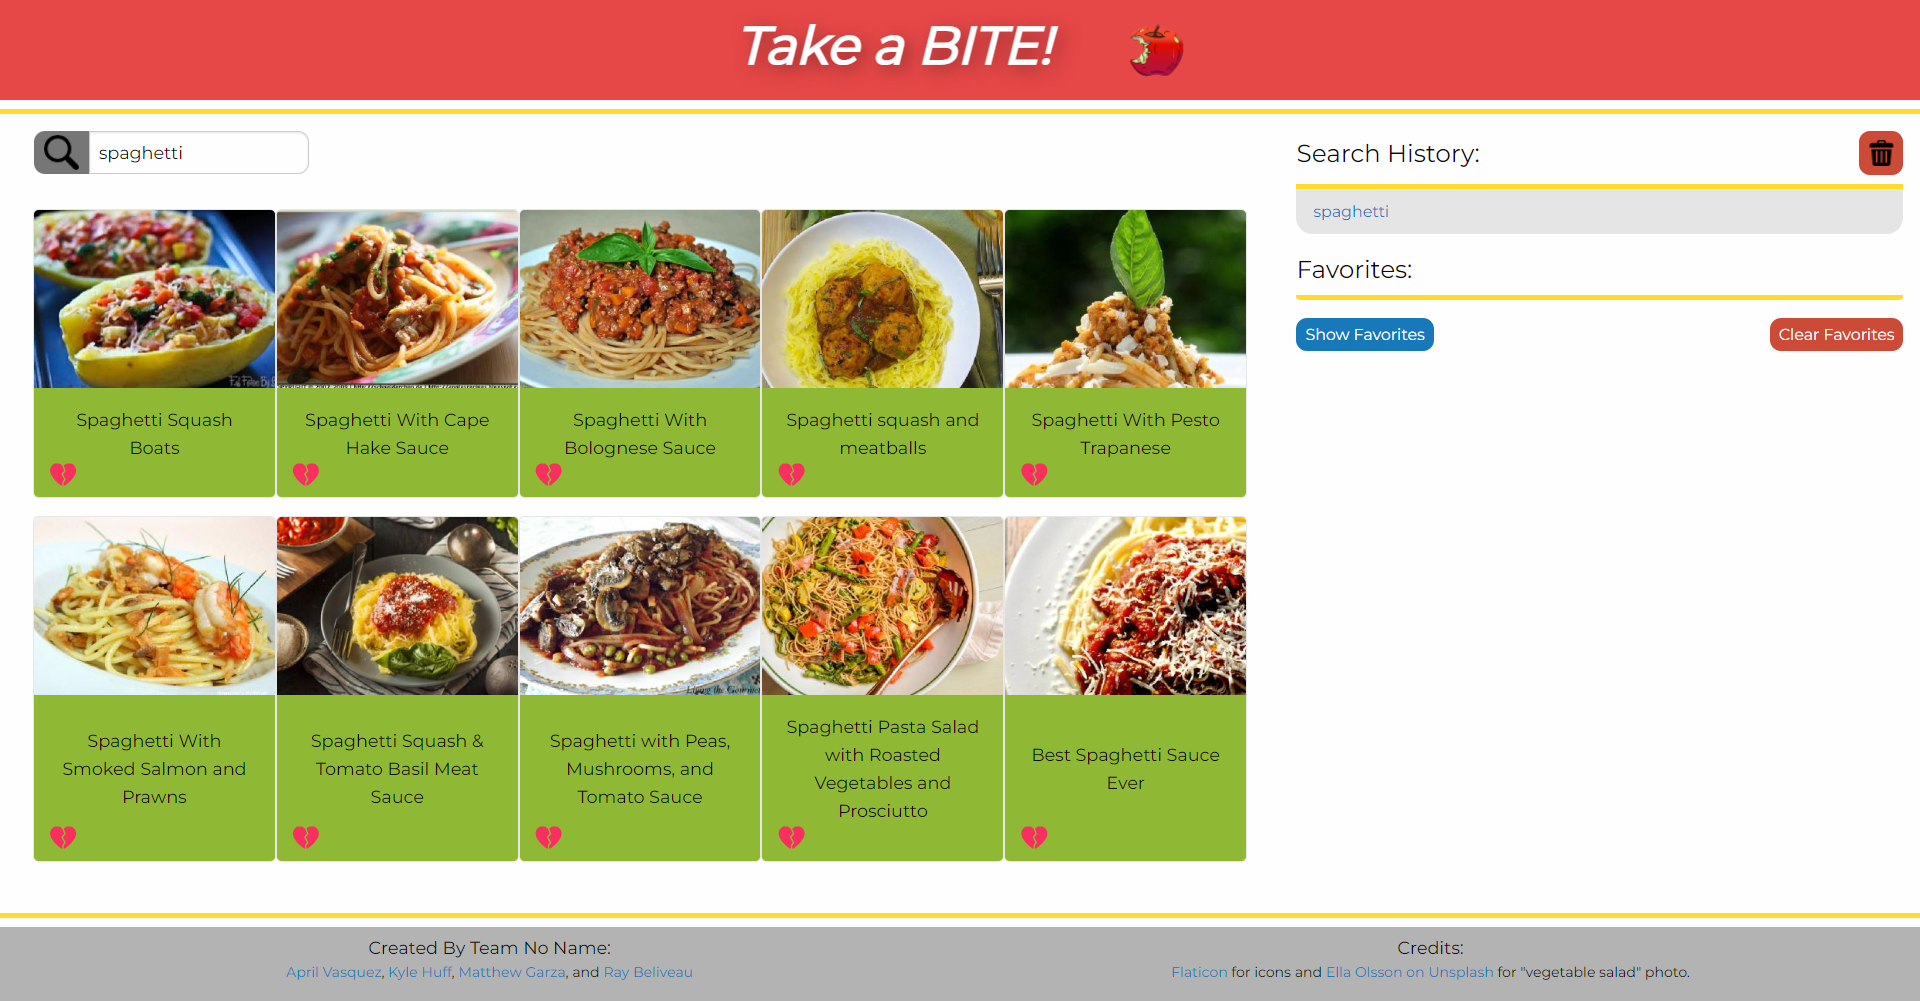 Take a BITE!
spaghetti
Search History:
spaghetti
Favorites:
Show Favorites
Clear Favorites
Spaghetti Squash
Boats
Spaghetti With Cape
Hake Sauce
Spaghetti With
Bolognese Sauce
Spaghetti squash and
meatballs
Spaghetti With Pesto
Trapanese
Spaghetti With
Smoked Salmon and
Prawns
Spaghetti Squash &
Tomato Basil Meat
Sauce
Living the Gourmet
Spaghetti with Peas,
Mushrooms, and
Tomato Sauce
Spaghetti Pasta Salad
with Roasted
Vegetables and
Prosciutto
Best Spaghetti Sauce
Ever
Created By Team No Name:
April Vasquez, Kyle Huff, Matthew Garza, and Ray Beliveau
Credits:
Flaticon for icons and Ella Olsson on Unsplash for "vegetable salad" photo.